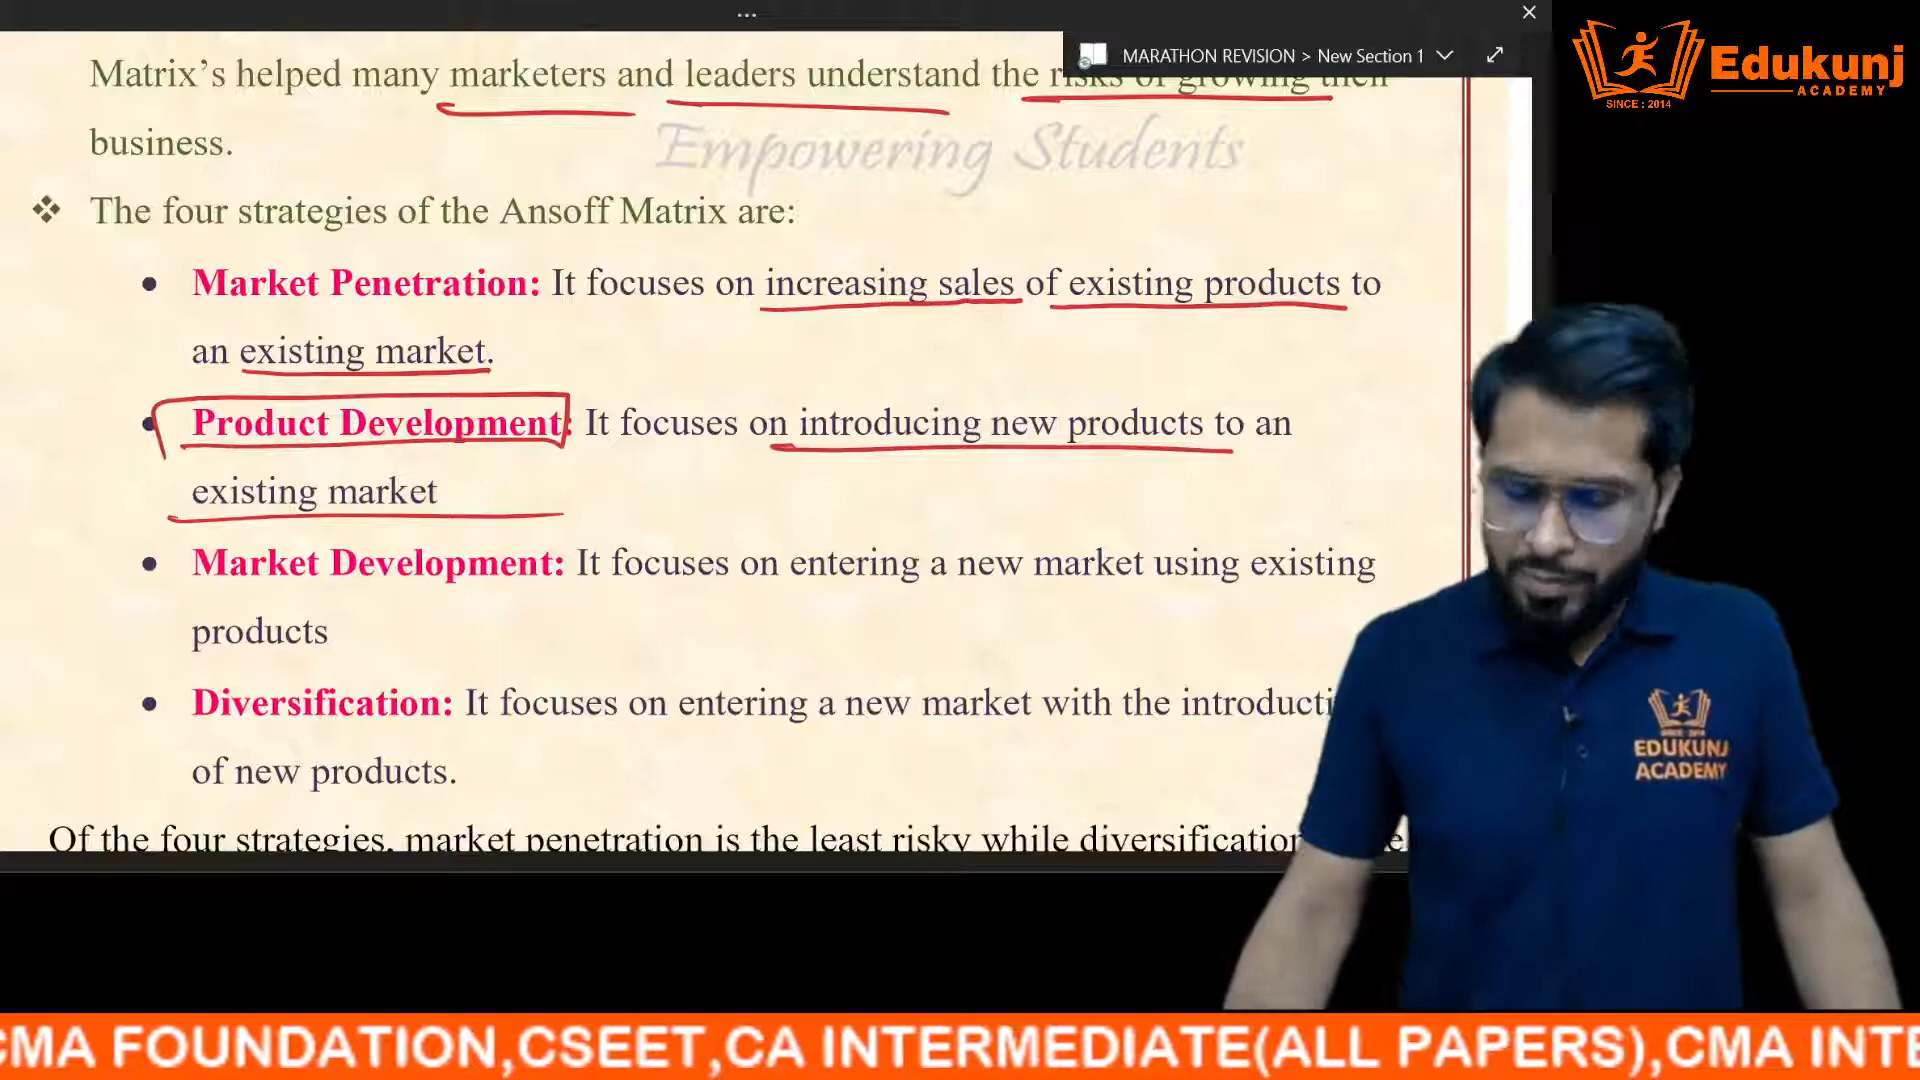 MARATHON REVISION > New Section 1
Edukunj
ACADEMY
SINCE : 2014
Matrix's helped many marketers and leaders understand the risks of growing their
business.
Empowering Students
The four strategies of the Ansoff Matrix are:
Market Penetration: It focuses on increasing sales of existing products to
an existing market.
Product Development: It focuses on introducing new products to an
existing market
Market Development: It focuses on entering a new market using existing
products
Diversification: It focuses on entering a new market with the
of new products.
Of the four strategies, market penetration is the least risky while diversification
EDUKUNJ
ACADEMY
CMA FOUNDATION,CSEET,CA INTERMEDIATE(ALL PAPERS),CMA